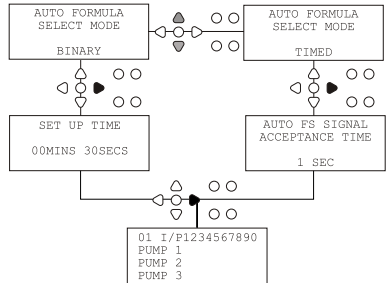 AUTO FORMULA
SELECT MODE
BINARY
AUTO FORMULA
SELECT MODE
TIMED
SET UP TIME
00MINS 30SECS
AUTO FS SIGNAL
ACCEPTANCE TIME
1 SEC
01 I/P1234567890
PUMP 1
PUMP 2
PUMP 3